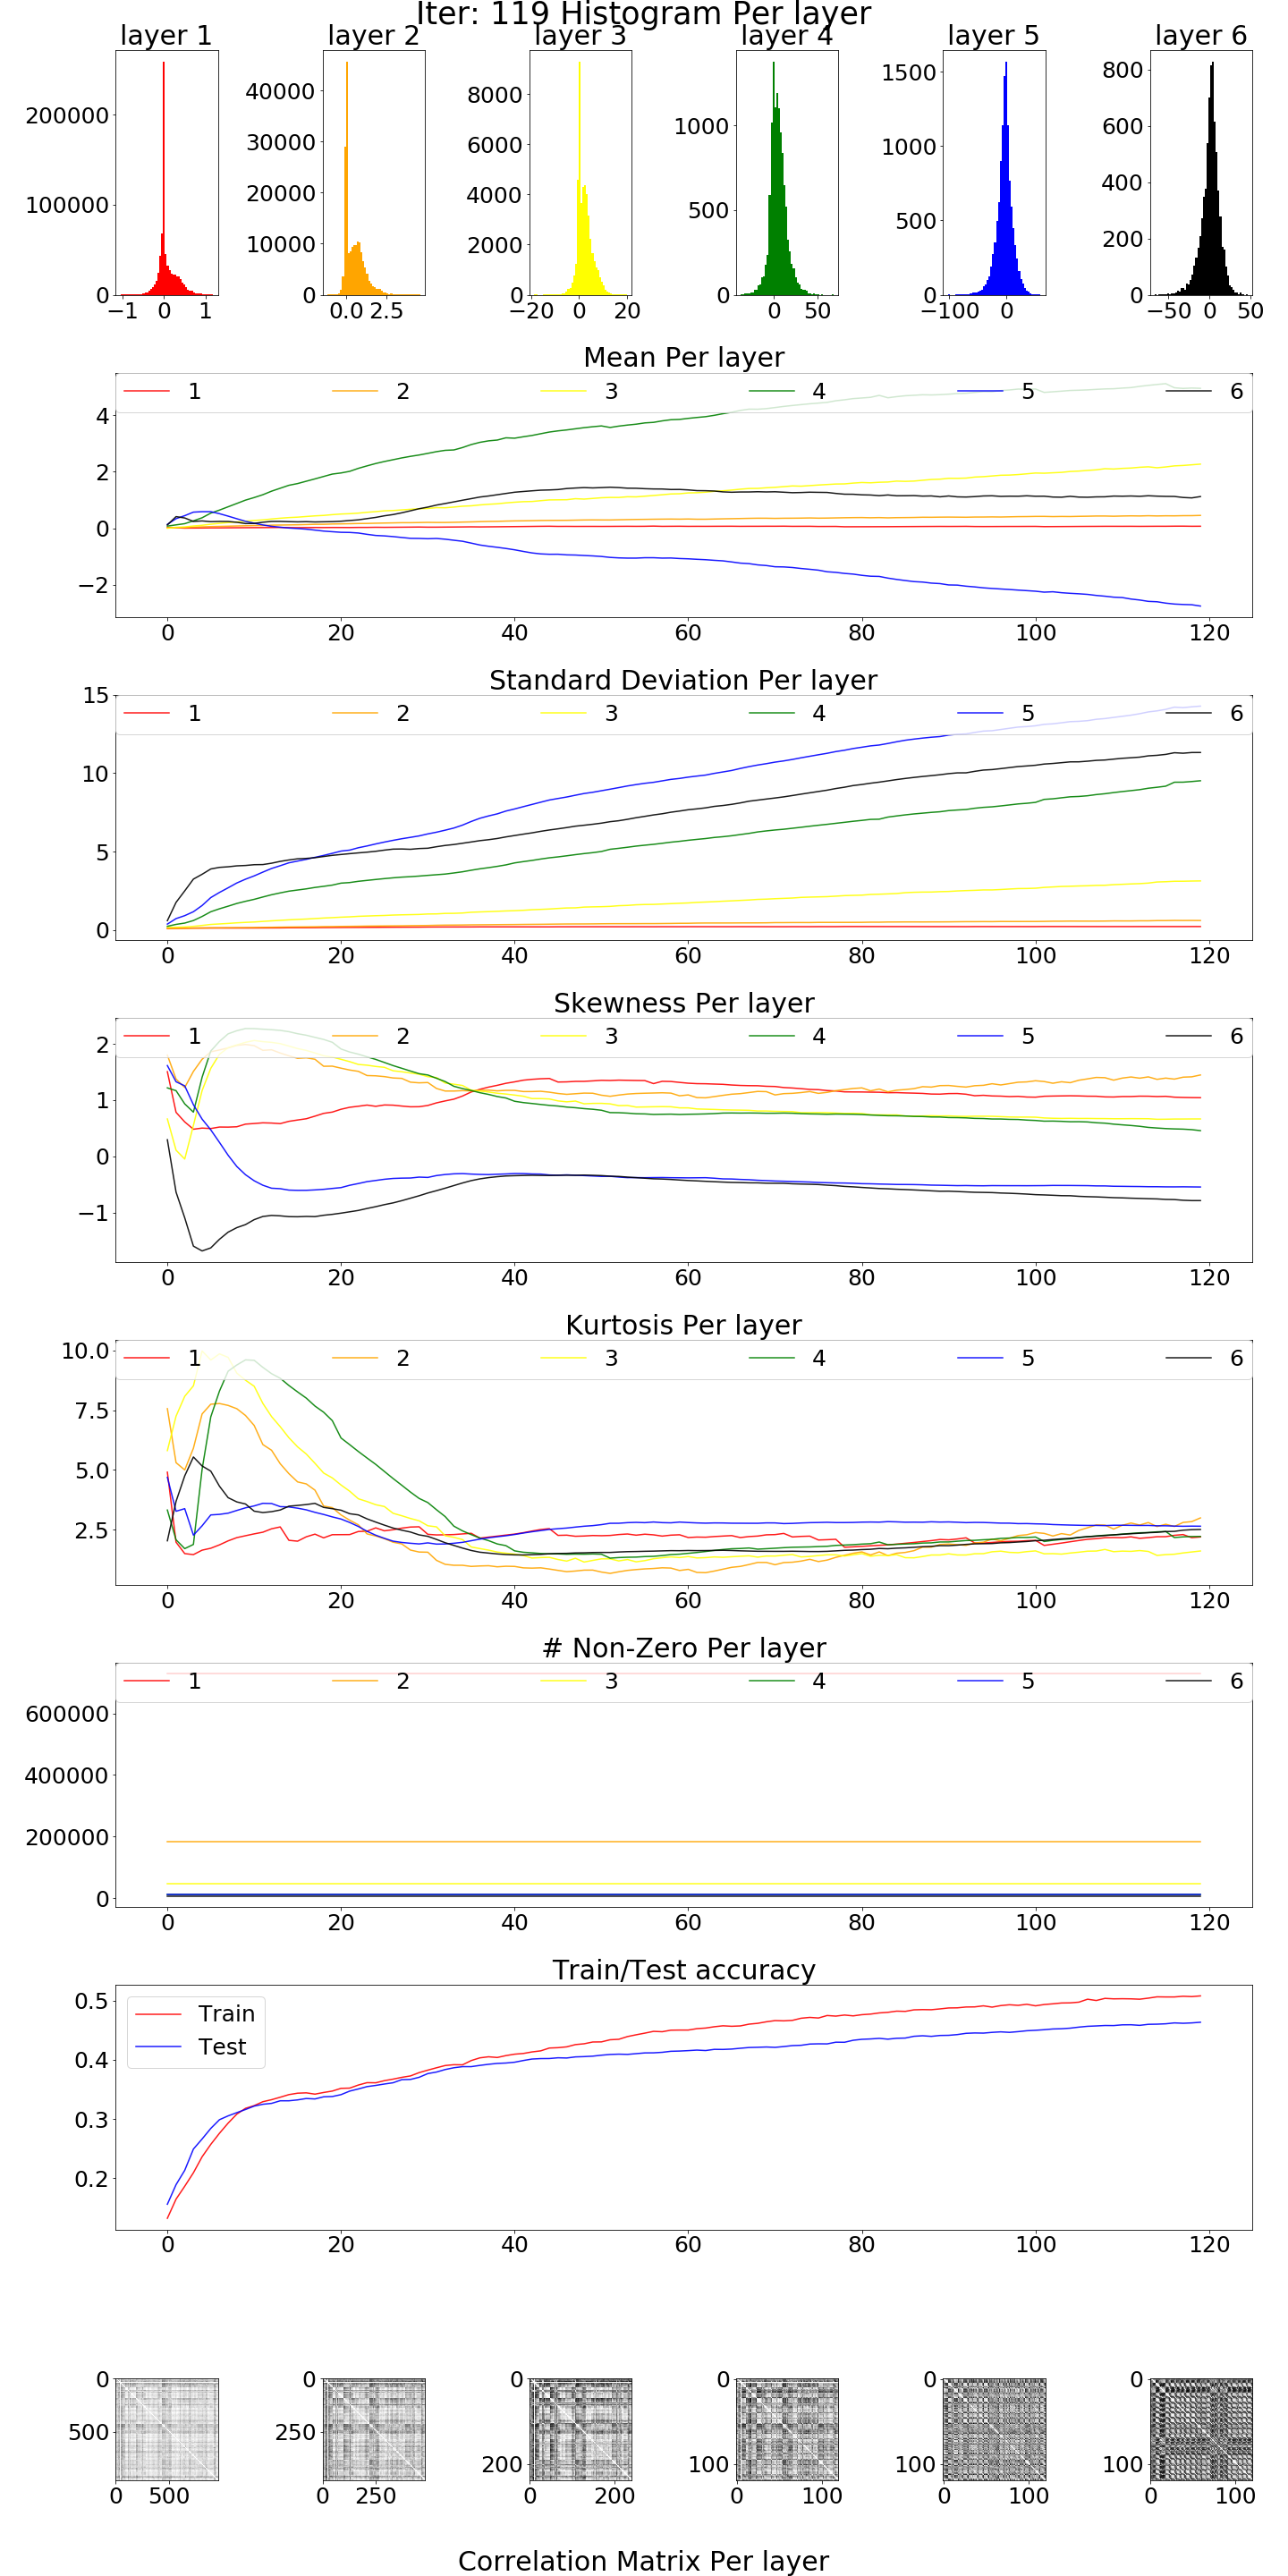 Iter: 119 Histogram Per layer
layer 1 layer 2 layer 3 layer 4 layer 5 layer 6
200000 100000 0 40000 30000 20000 10000 0 8000 6000 4000 2000 0 1000 500 0 1500 1000 500 0 800 600 400 200 0
−1 0 1 0.0 2.5 −20 0 20 0 50 −100 0 −50 0 50
Mean Per layer
1 2 3 4 5 6
4
2
0
−2
0 20 40 60 80 100 120
Standard Deviation Per layer
15
1 2 3 4 5 6
10
5
0
0 20 40 60 80 100 120
Skewness Per layer
1 2 3 4 5 6
2
1
0
−1
0 20 40 60 80 100 120
Kurtosis Per layer
10.0
1 2 3 4 5 6
7.5
5.0
2.5
0 20 40 60 80 100 120
# Non-Zero Per layer
1 2 3 4 5 6
600000
400000
200000
0
0 20 40 60 80 100 120
Train/Test accuracy
0.5
Train
Test
0.4
0.3
0.2
0 20 40 60 80 100 120
0 0 0 0 0 0
500 250 200 100 100 100
0 500 0 250 0 200 0 100 0 100 0 100
Correlation Matrix Per layer